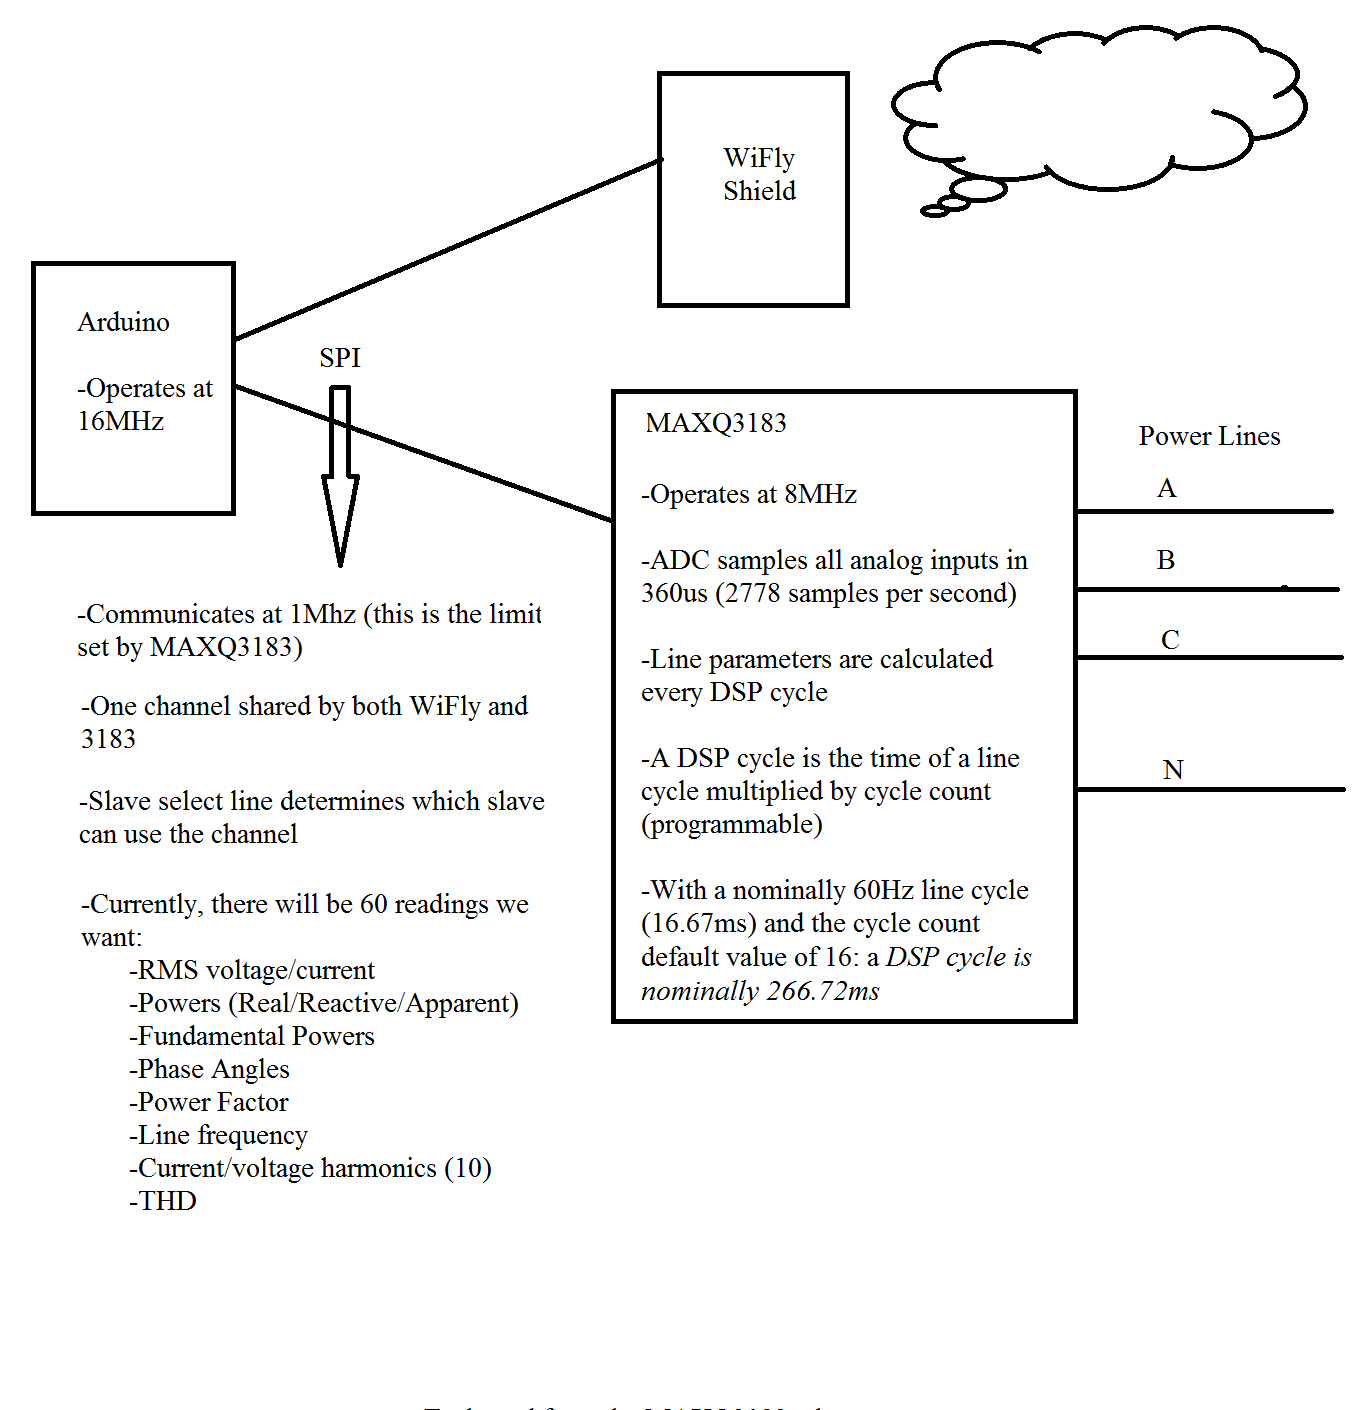 WiFly
Shield
Arduino
-Operates at
16MHz
SPI
-Communicates at 1Mhz (this is the limit
set by MAXQ3183)
-One channel shared by both WiFly and
3183
-Slave select line determines which slave
can use the channel
-Currently, there will be 60 readings we
want:
-RMS voltage/current
-Powers (Real/Reactive/Apparent)
-Fundamental Powers
-Phase Angles
-Power Factor
-Line frequency
-Current/voltage harmonics (10)
-THD
MAXQ3183
-Operates at 8MHz
-ADC samples all analog inputs in
360us (2778 samples per second)
-Line parameters are calculated
every DSP cycle
-A DSP cycle is the time of a line
cycle multiplied by cycle count
(programmable)
-With a nominally 60Hz line cycle
(16.67ms) and the cycle count
default value of 16: a DSP cycle is
nominally 266.72ms
Power Lines
A
B
C
N